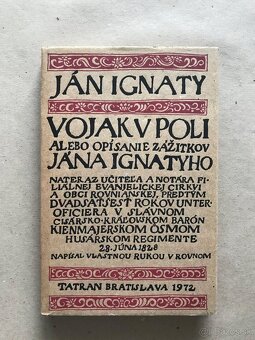 JÁN IGNATY
VOJAK V POLI
ALEBO OPÍSANIE ZÁŽITKOV
JÁNA IGNATYHO
NATERAZ UČITEĽA A NOTÁRA FI-
LIÁLNEJ EVANJELICKEJ CIRKVI
A OBCI ROVNIANSKEJ, PREDTÝM
DVADSAŤŠESŤ ROKOV UNTER-
OFICIERA V SLÁVNOM
CISÁRSKO-KRÁĽOVSKOM BARÓN
KIENMAJERSKOM ÔSMOM
HUSÁRSKOM REGIMENTE
28. JÚNA 1828
NAPÍSAL VLASTNOU RUKOU V ROVNOM
TATRAN BRATISLAVA 1972